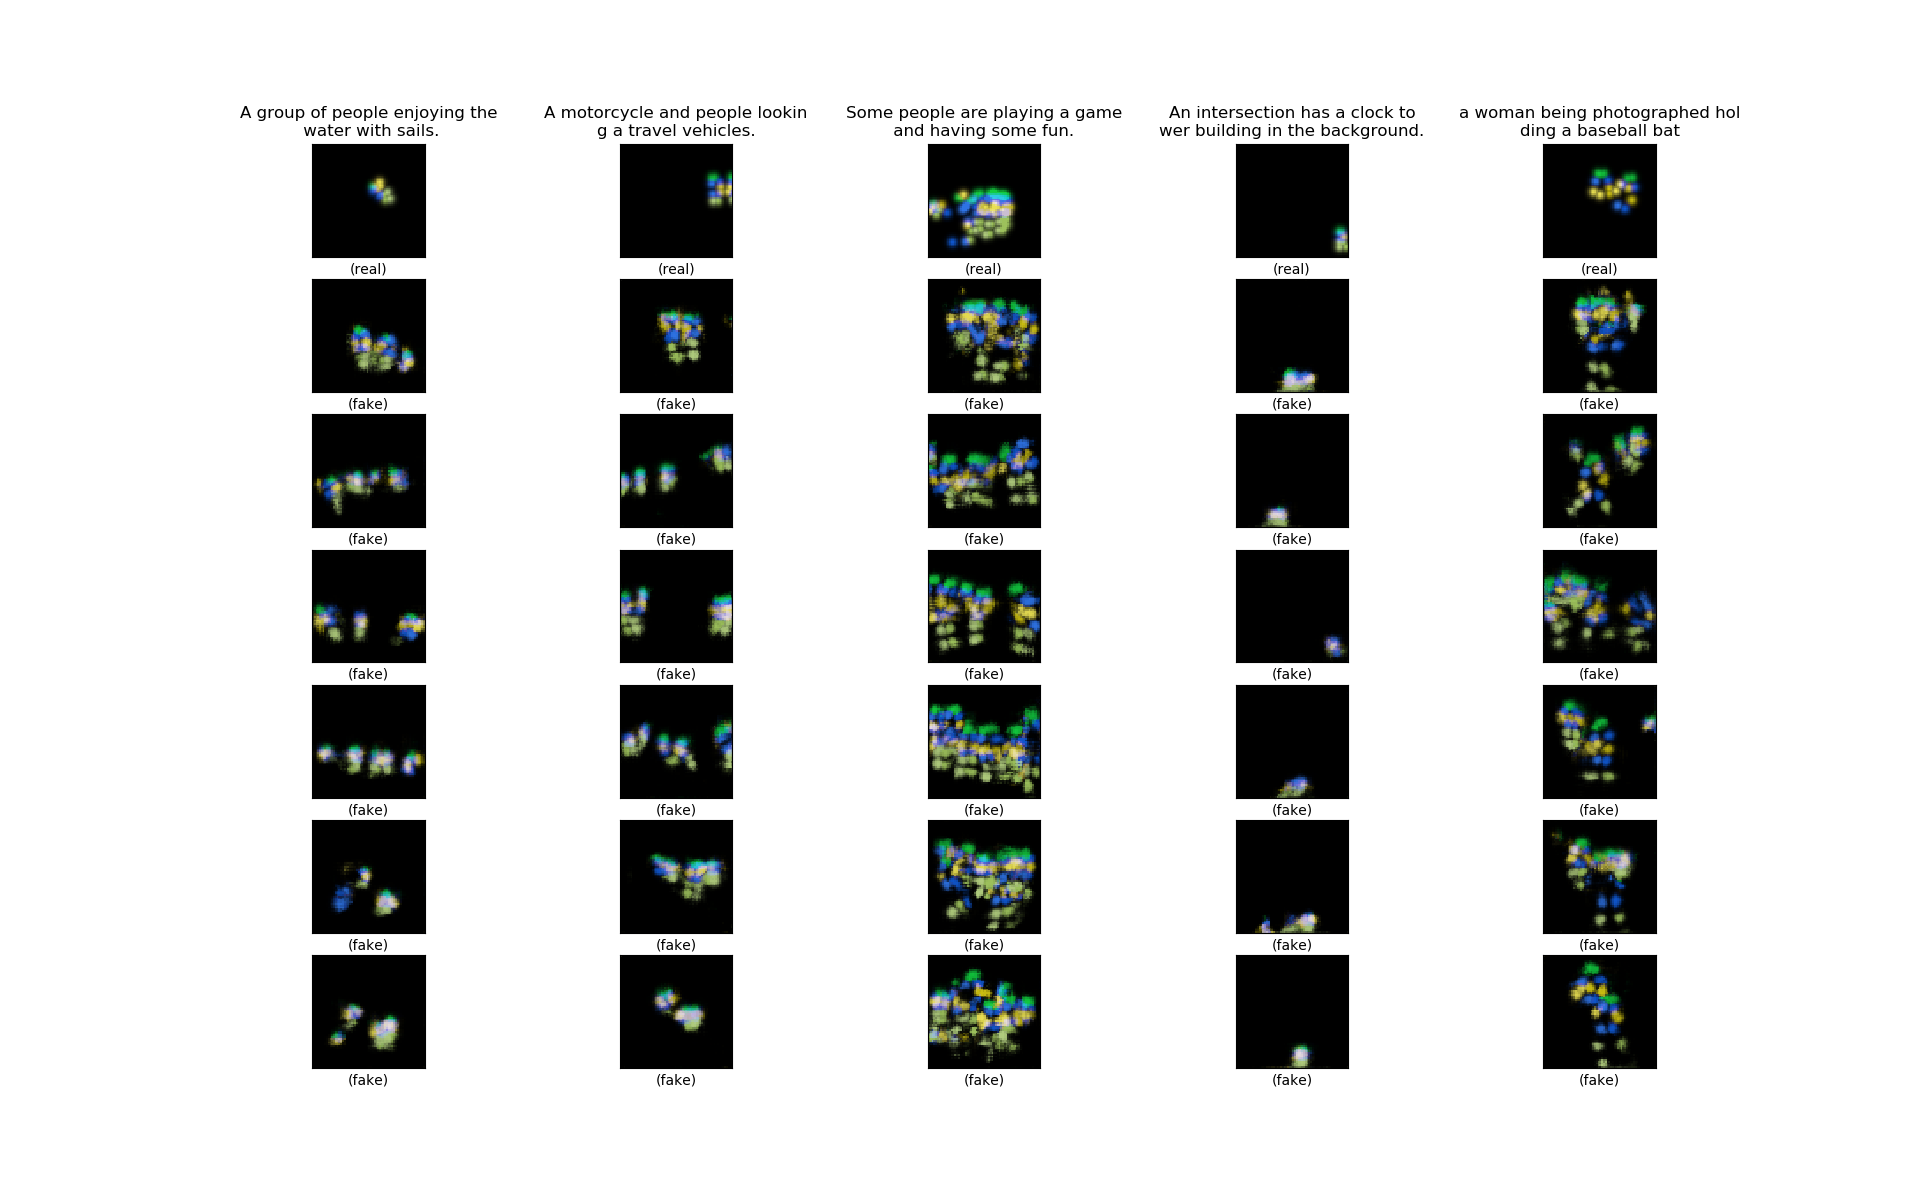 A group of people enjoying the
water with sails.
A motorcycle and people lookin
g a travel vehicles.
Some people are playing a game
and having some fun.
An intersection has a clock to
wer building in the background.
a woman being photographed hol
ding a baseball bat
(real) (real) (real) (real) (real)
(fake) (fake) (fake) (fake) (fake)
(fake) (fake) (fake) (fake) (fake)
(fake) (fake) (fake) (fake) (fake)
(fake) (fake) (fake) (fake) (fake)
(fake) (fake) (fake) (fake) (fake)
(fake) (fake) (fake) (fake) (fake)